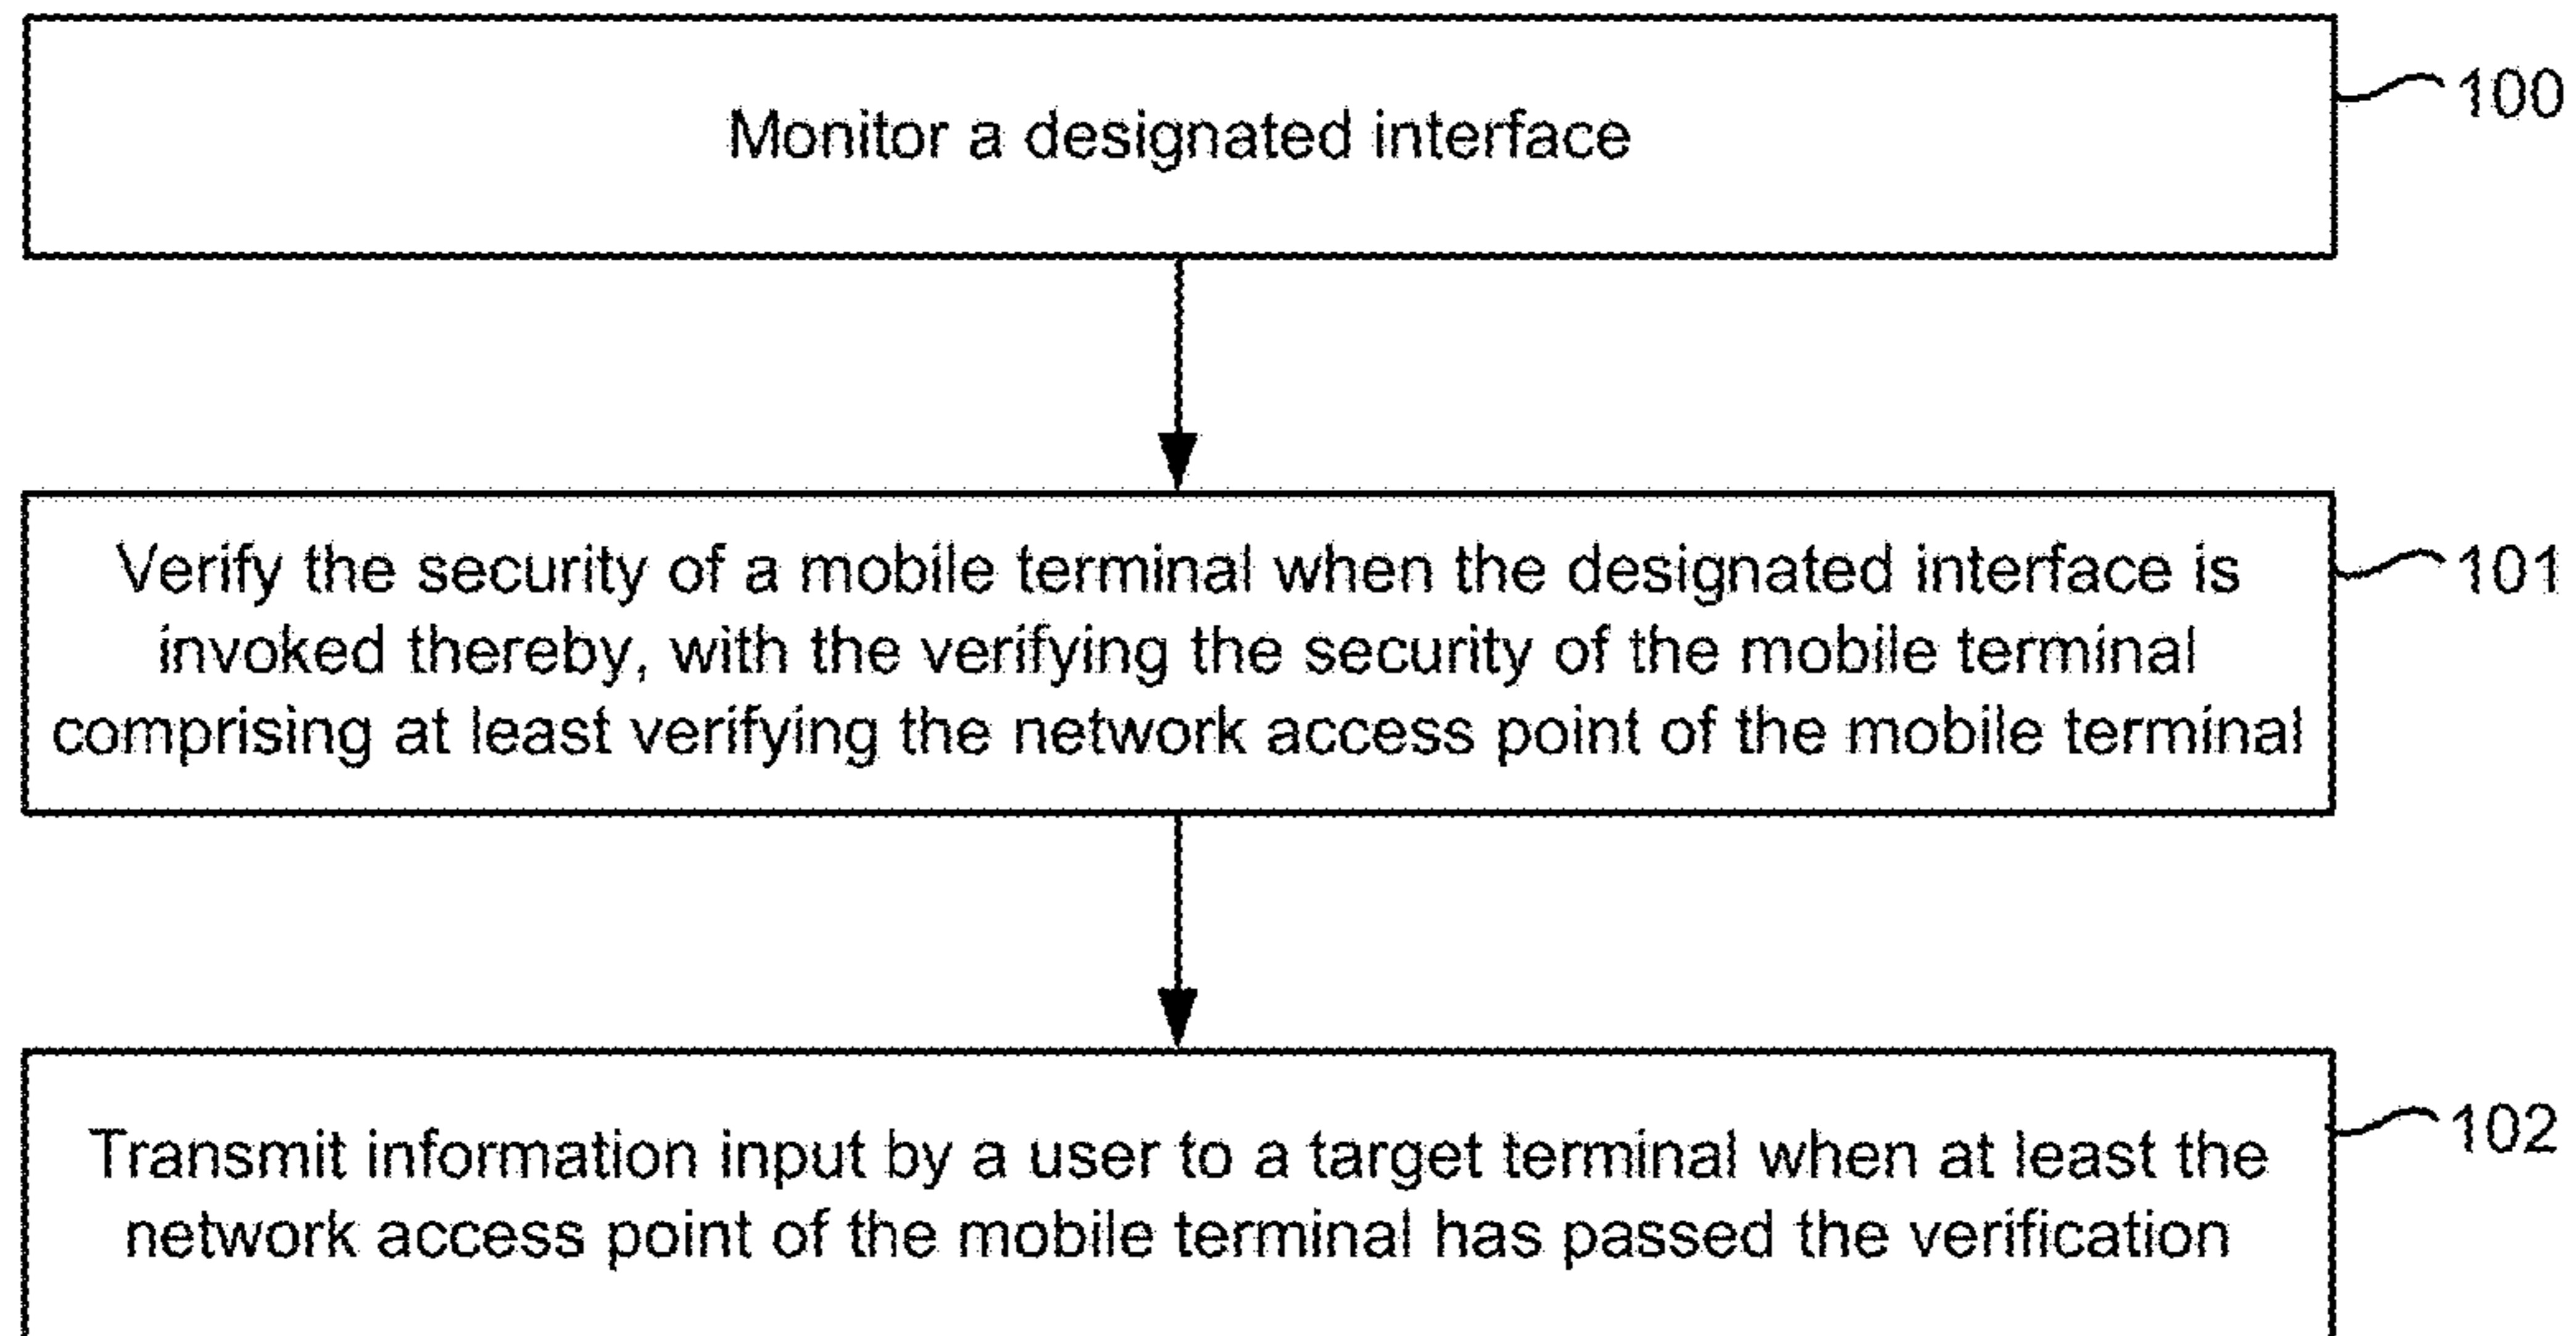 Monitor a designated interface
100
Verify the security of a mobile terminal when the designated interface is
invoked thereby, with the verifying the security of the mobile terminal
comprising at least verifying the network access point of the mobile terminal
101
Transmit information input by a user to a target terminal when at least the
network access point of the mobile terminal has passed the verification
102